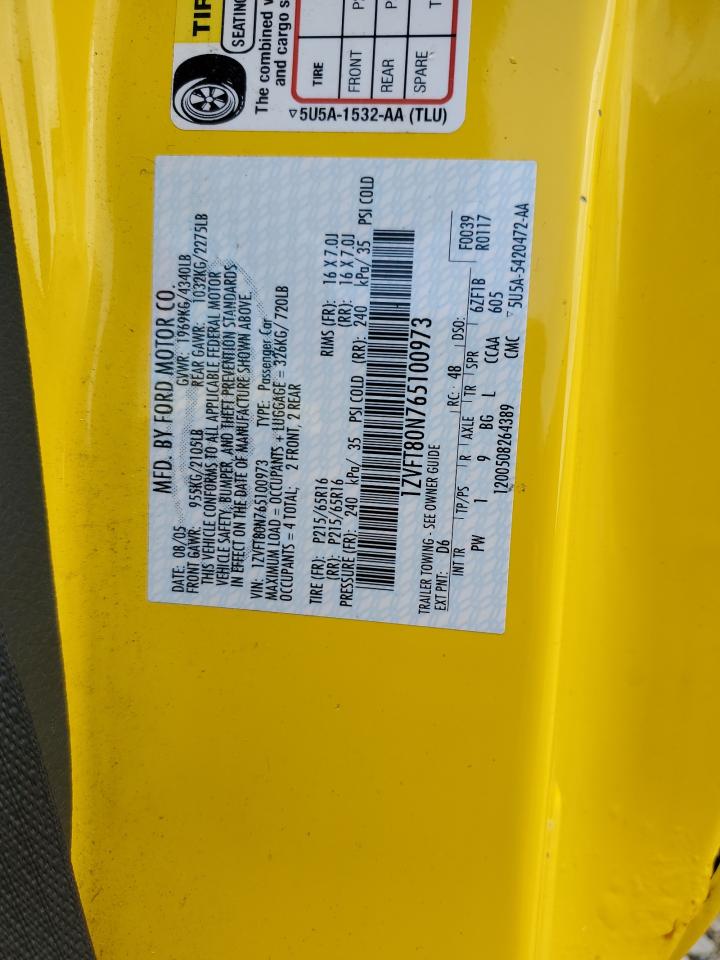 TIR
SEATING
The combined w
and cargo s
TIRE
FRONT P
REAR P
SPARE T
▽5U5A-1532-AA (TLU)
MFD. BY FORD MOTOR CO.
DATE: 08/05 GVWR: 1969KG/4340LB
FRONT GAWR: 955KG/2105LB REAR GAWR: 1032KG/2275LB
THIS VEHICLE CONFORMS TO ALL APPLICABLE FEDERAL MOTOR
VEHICLE SAFETY, BUMPER, AND THEFT PREVENTION STANDARDS
IN EFFECT ON THE DATE OF MANUFACTURE SHOWN ABOVE.
VIN: 1ZVFT80N765100973 TYPE: Passenger Car
MAXIMUM LOAD = OCCUPANTS + LUGGAGE = 326KG/720LB
OCCUPANTS = 4 TOTAL: 2 FRONT, 2 REAR
TIRE (FR): P215/65R16 RIMS (FR): 16 X 7.0J
(RR): P215/65R16 (RR): 16 X 7.0J
PRESSURE (FR): 240 kPa/ 35 PSI COLD (RR): 240 kPa/ 35 PSI COLD
1ZVFT80N765100973
TRAILER TOWING - SEE OWNER GUIDE
EXT PNT: D6 RC: 48 DSO: F0039
R0117
INT TR TP/PS R AXLE TR SPR 6ZF1B
PW 1 9 BG L CCAA 605
1200508264389 CMC ▽5U5A-5420472-AA